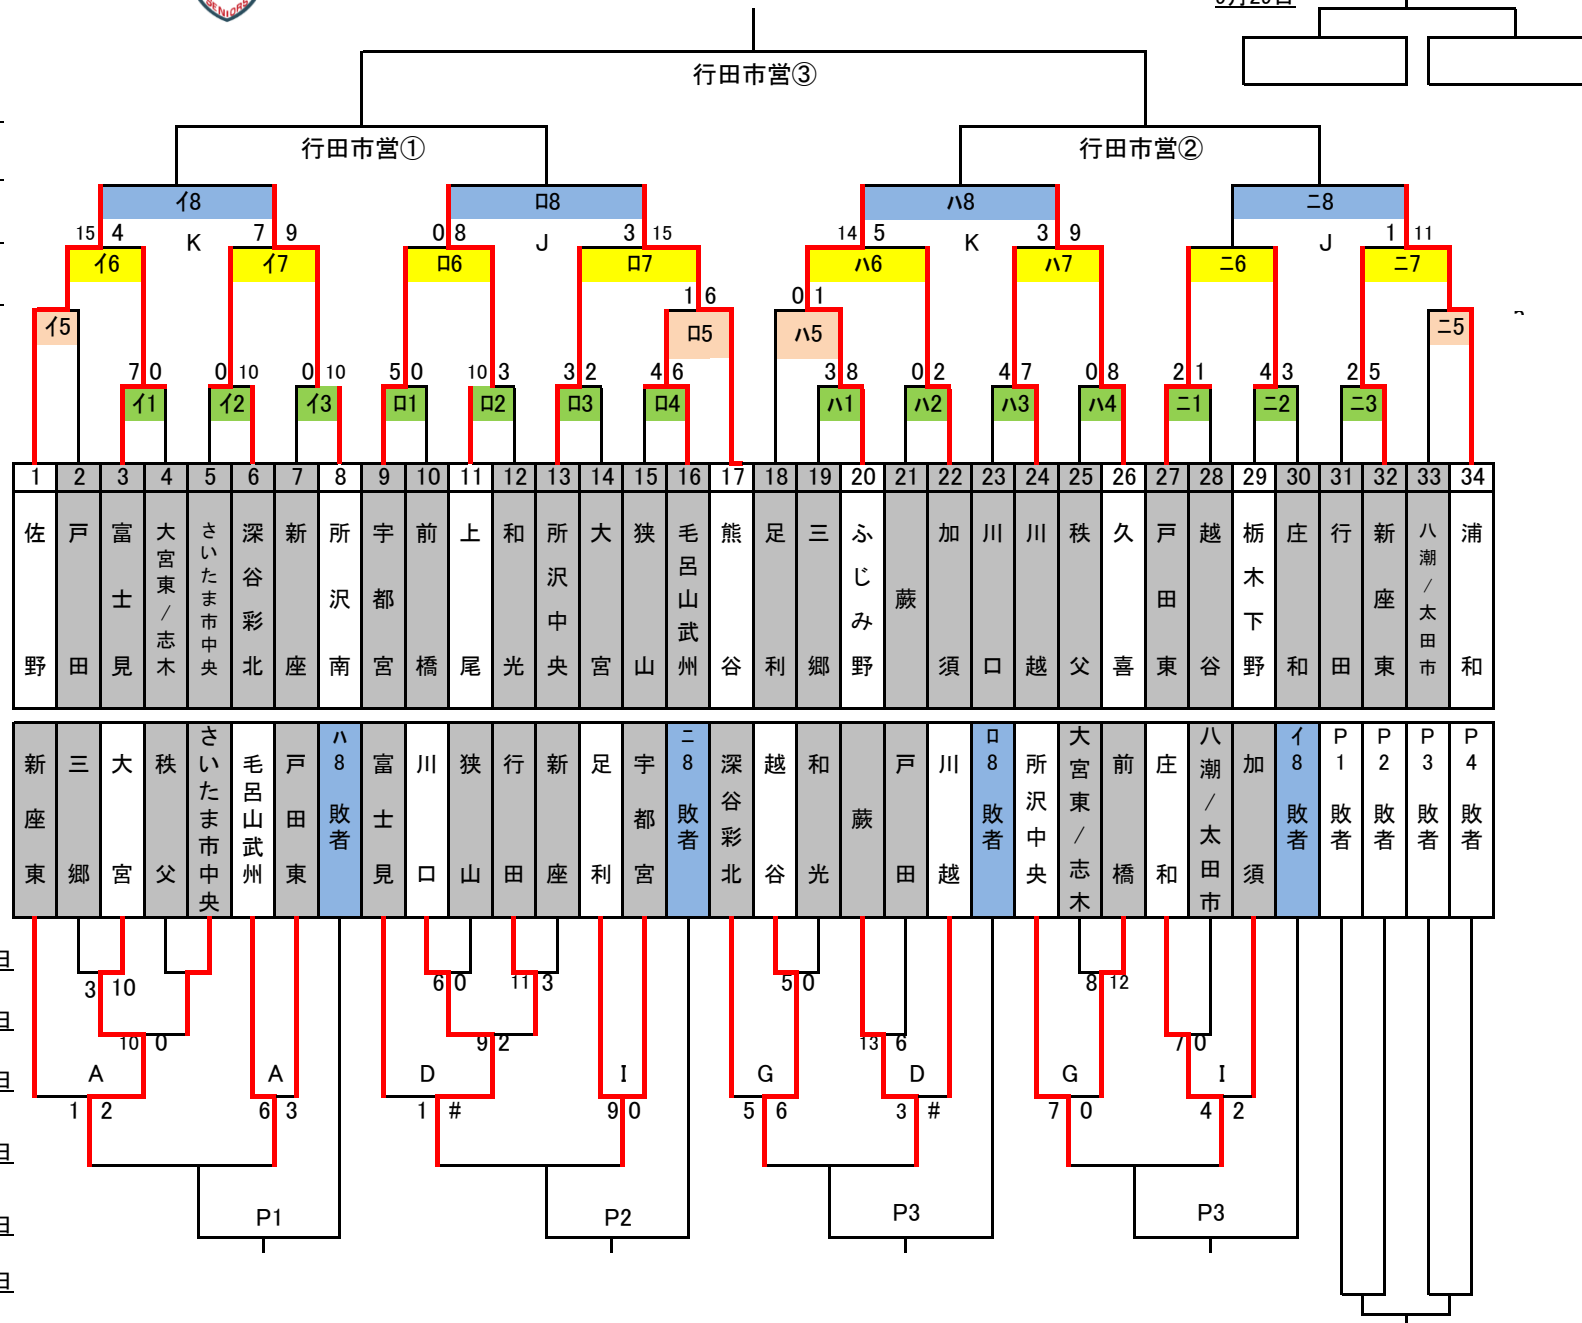 SENIORS
行田市営③
行田市営① 行田市営②
イ8 ロ8 ハ8 ニ8
15 4 K 7 9 0 8 J 3 15 14 5 K 3 9 J 1 11
イ6 イ7 ロ6 ロ7 ハ6 ハ7 ニ6 ニ7
1 6 0 1
イ5 ロ5 ハ5 ニ5
7 0 0 10 0 10 5 0 10 3 3 2 4 6 3 8 0 2 4 7 0 8 2 1 4 3 2 5
イ1 イ2 イ3 ロ1 ロ2 ロ3 ロ4 ハ1 ハ2 ハ3 ハ4 ニ1 ニ2 ニ3
1 2 3 4 5 6 7 8 9 10 11 12 13 14 15 16 17 18 19 20 21 22 23 24 25 26 27 28 29 30 31 32 33 34
佐野
戸田
富士見
大宮東/志木
さいたま市中央
深谷彩北
新座
所沢南
宇都宮
前橋
上尾
和光
所沢中央
大宮
狭山
毛呂山武州
熊谷
足利
三郷
ふじみ野
蕨
加須
川口
川越
秩父
久喜
戸田東
越谷
栃木下野
庄和
行田
新座東
八潮/太田市
浦和
新座東
三郷
大宮
秩父
さいたま市中央
毛呂山武州
戸田東
ハ8敗者
富士見
川口
狭山
行田
新座
足利
宇都宮
ニ8敗者
深谷彩北
越谷
和光
蕨
戸田
川越
ロ8敗者
所沢中央
大宮東/志木
前橋
庄和
八潮/太田市
加須
イ8敗者
P1敗者
P2敗者
P3敗者
P4敗者
3 10 6 0 11 3 5 0 8 12
10 0 9 2 13 6 7 0
A A D I G D G I
1 2 6 3 1 # 9 0 5 6 3 # 7 0 4 2
P1 P2 P3 P3